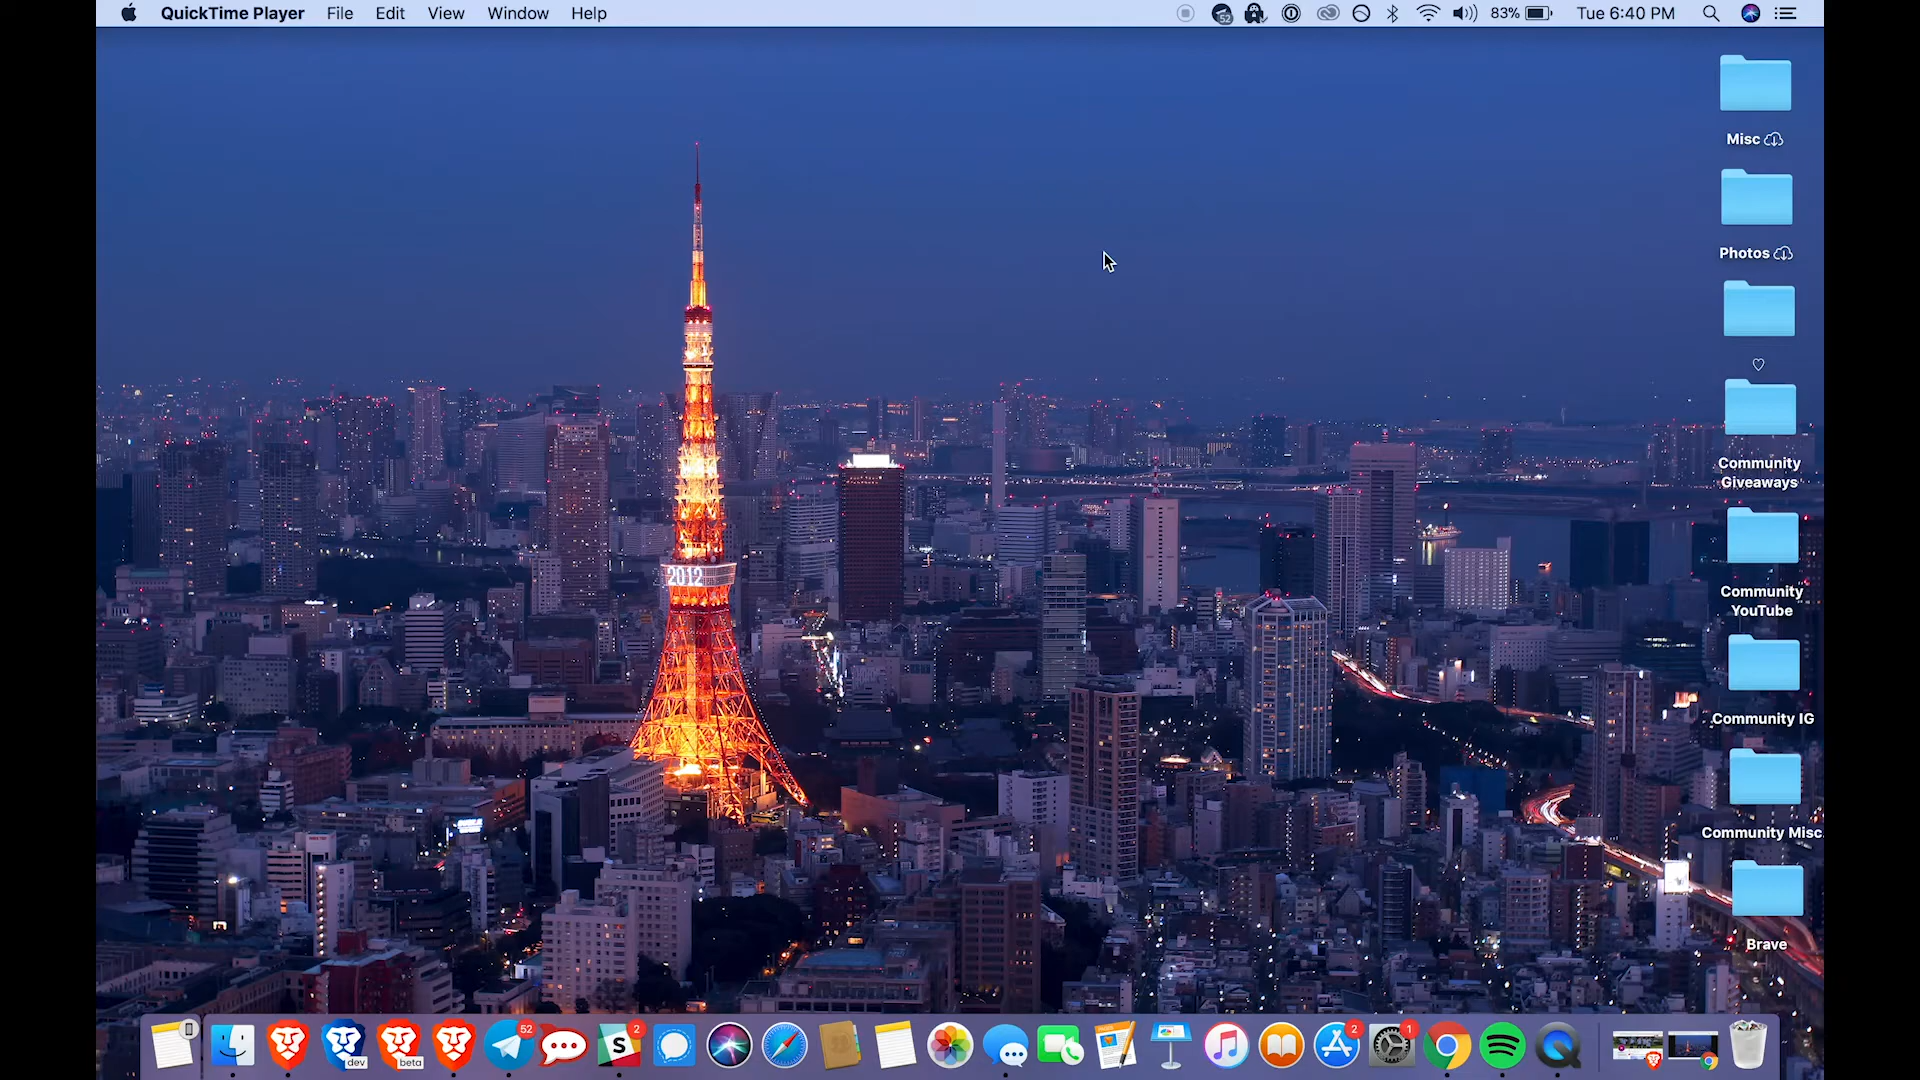 QuickTime Player File Edit View Window Help 52 83% Tue 6:40 PM
Misc
Photos
♡
Community
Giveaways
Community
YouTube
Community IG
Community Misc
Brave
2012
dev
beta
52
S
2
2
1